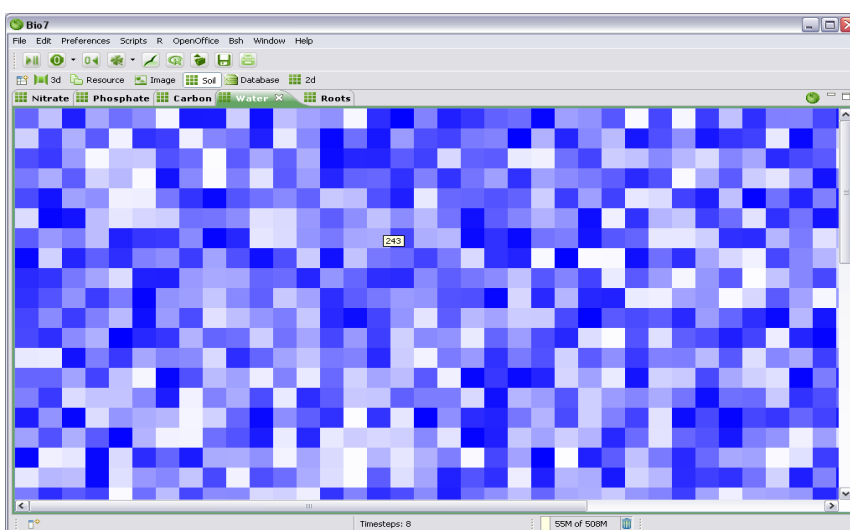 Bio7
File Edit Preferences Scripts R OpenOffice Bsh Window Help
3d Resource Image Soil Database 2d
Nitrate Phosphate Carbon Water Roots
243
Timesteps: 8 55M of 508M